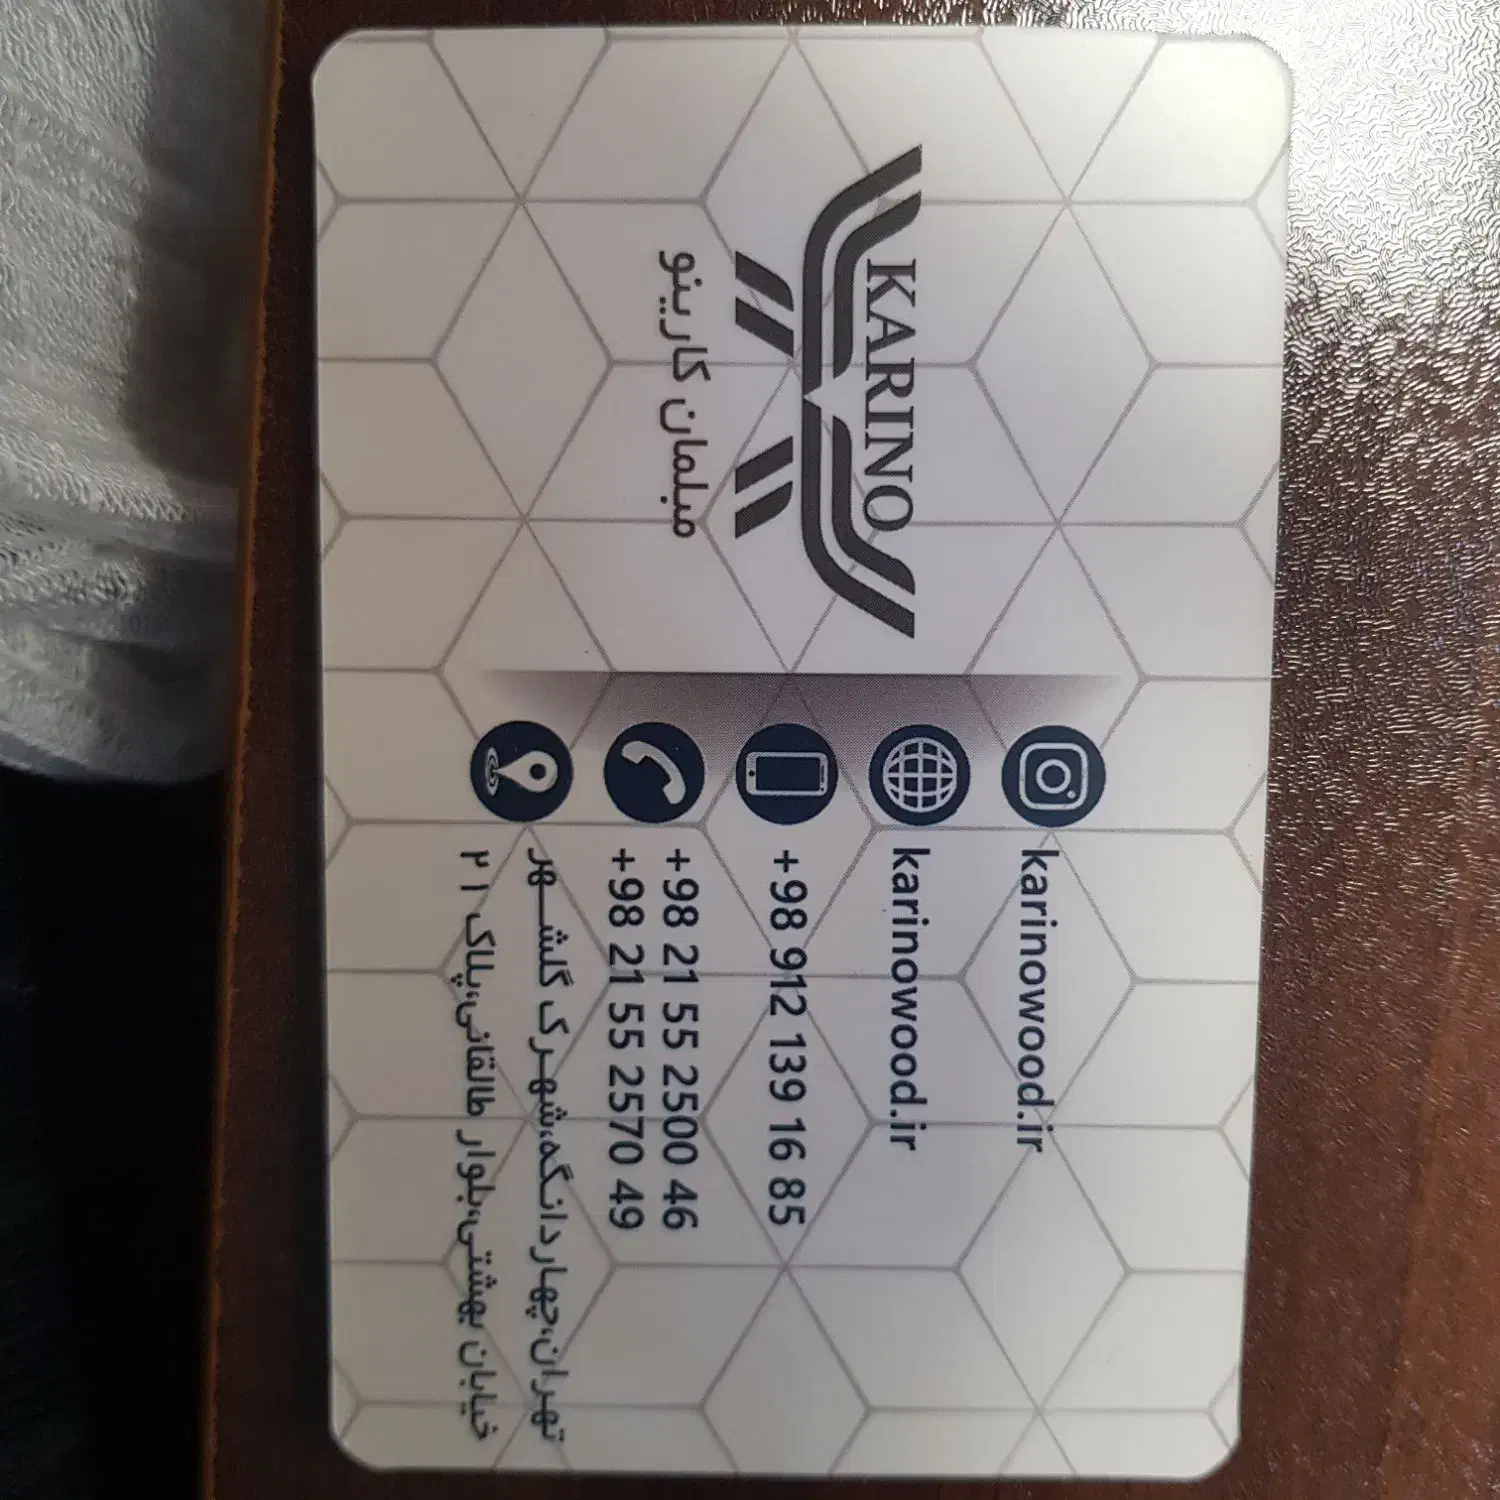 KARINO
مبلمان کارینو
karinowood.ir
karinowood.ir
+98 912 139 16 85
+98 21 55 2500 46
+98 21 55 2570 49
تهران،چهاردانگه،شهرک گلشهر
خیابان بهشتی،بلوار طالقانی،پلاک ۲۱